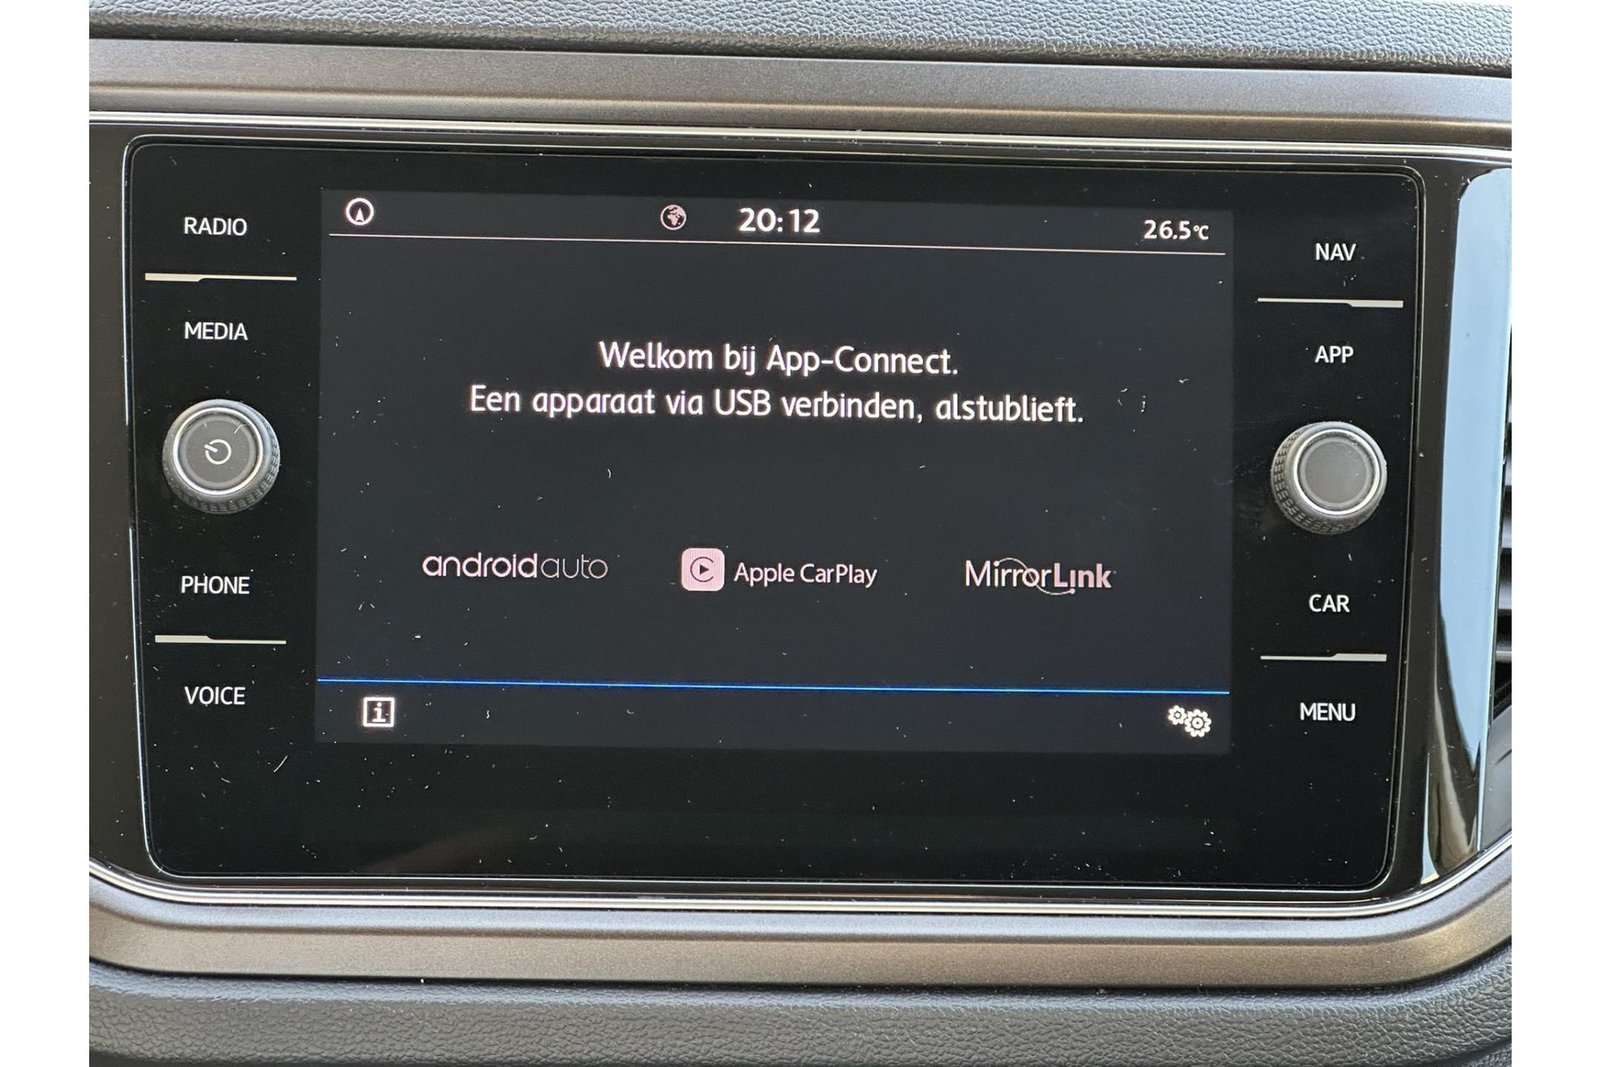 RADIO
MEDIA
PHONE
VOICE
20:12
26.5°C
Welkom bij App-Connect.
Een apparaat via USB verbinden, alstublieft.
androidauto
Apple CarPlay
MirrorLink
i
NAV
APP
CAR
MENU